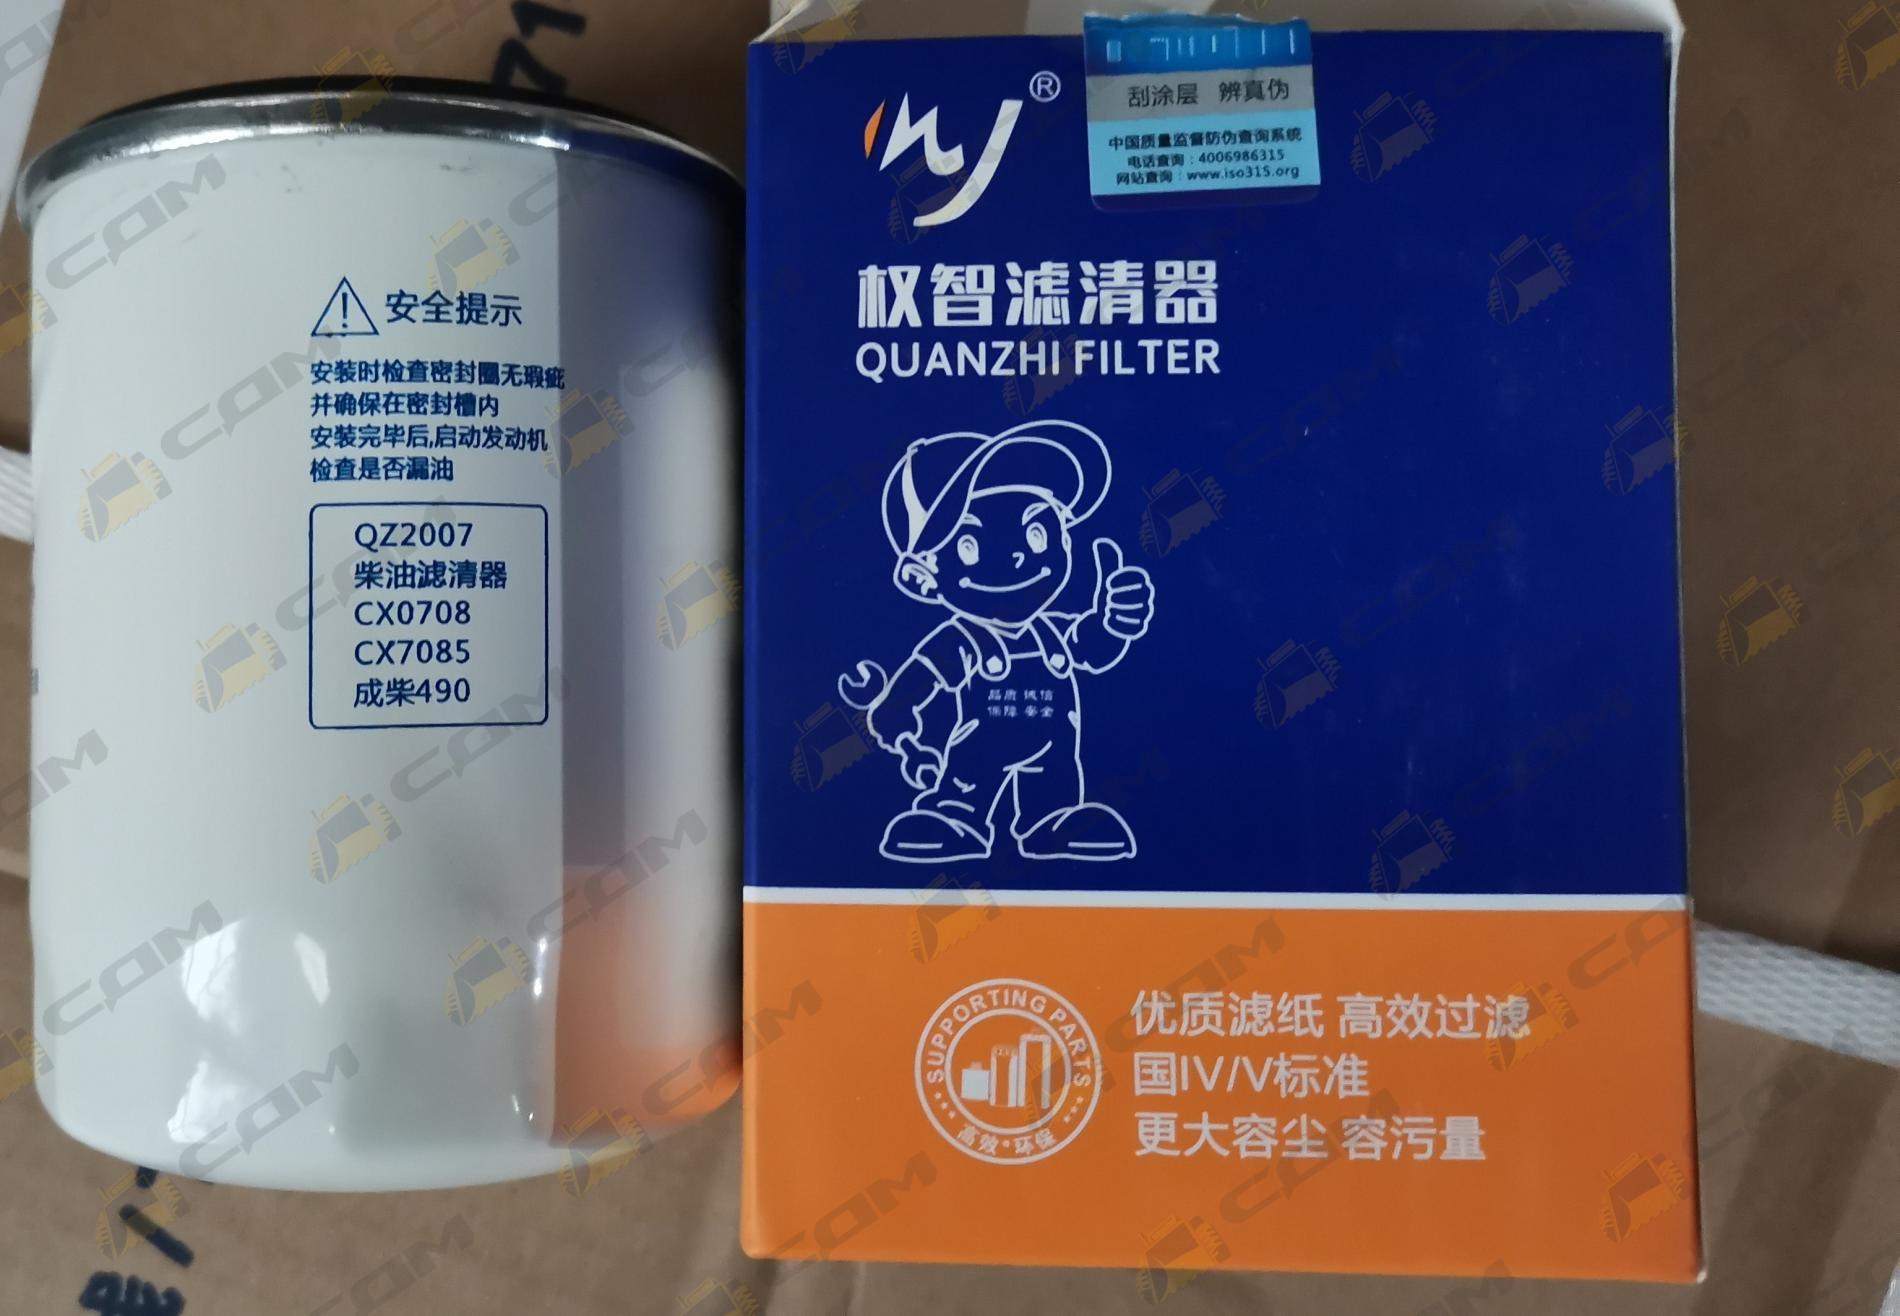 安全提示
安装时检查密封圈无瑕疵
并确保在密封槽内
安装完毕后,启动发动机
检查是否漏油
QZ2007
柴油滤清器
CX0708
CX7085
成柴490
®
刮涂层 辨真伪
中国质量监督防伪查询系统
电话查询:4006986315
网站查询:www.iso315.org
权智滤清器
QUANZHI FILTER
品质 诚信
保障 安全
SUPPORTING PARTS
高效·环保
优质滤纸 高效过滤
国IV/V标准
更大容尘 容污量